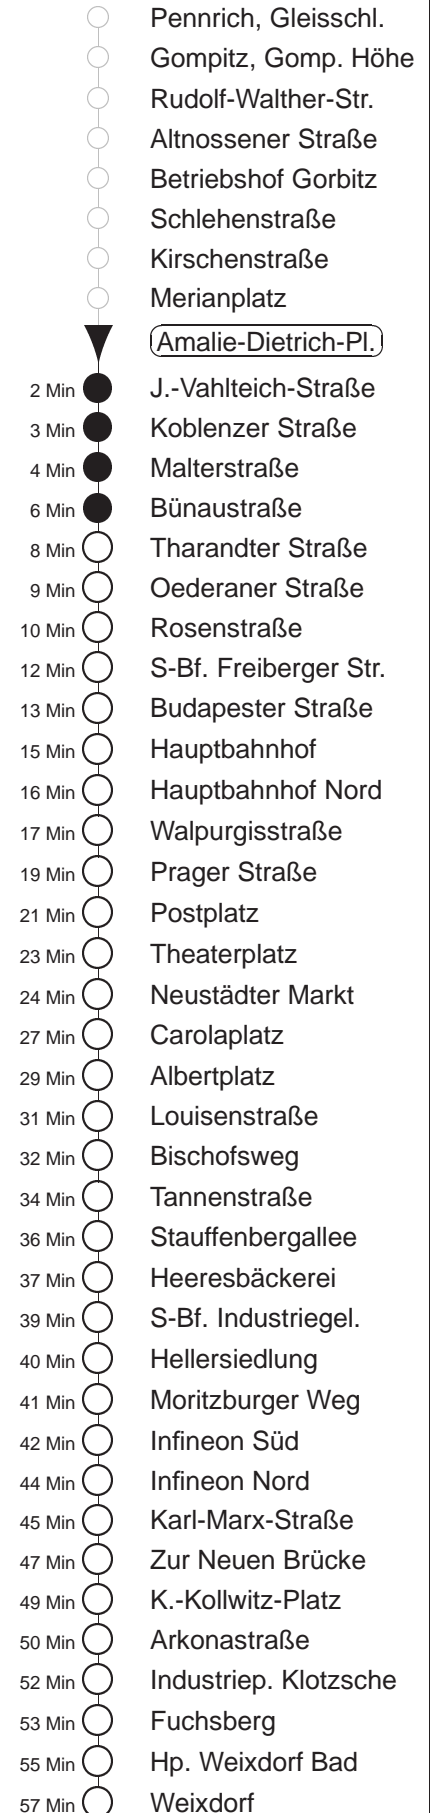 Pennrich, Gleisschl.
Gompitz, Gomp. Höhe
Rudolf-Walther-Str.
Altnossener Straße
Betriebshof Gorbitz
Schlehenstraße
Kirschenstraße
Merianplatz
Amalie-Dietrich-Pl.
2 Min J.-Vahlteich-Straße
3 Min Koblenzer Straße
4 Min Malterstraße
6 Min Bünaustraße
8 Min Tharandter Straße
9 Min Oederaner Straße
10 Min Rosenstraße
12 Min S-Bf. Freiberger Str.
13 Min Budapester Straße
15 Min Hauptbahnhof
16 Min Hauptbahnhof Nord
17 Min Walpurgisstraße
19 Min Prager Straße
21 Min Postplatz
23 Min Theaterplatz
24 Min Neustädter Markt
27 Min Carolaplatz
29 Min Albertplatz
31 Min Louisenstraße
32 Min Bischofsweg
34 Min Tannenstraße
36 Min Stauffenbergallee
37 Min Heeresbäckerei
39 Min S-Bf. Industriegel.
40 Min Hellersiedlung
41 Min Moritzburger Weg
42 Min Infineon Süd
44 Min Infineon Nord
45 Min Karl-Marx-Straße
47 Min Zur Neuen Brücke
49 Min K.-Kollwitz-Platz
50 Min Arkonastraße
52 Min Industriep. Klotzsche
53 Min Fuchsberg
55 Min Hp. Weixdorf Bad
57 Min Weixdorf